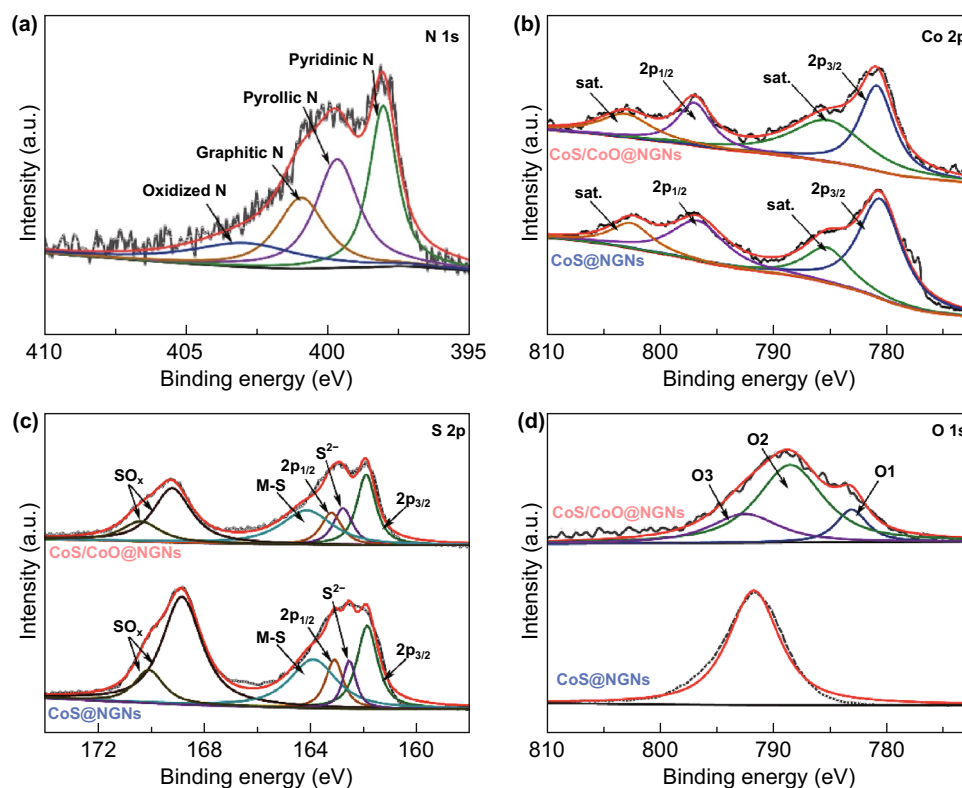 (a)
N 1s
Pyridinic N
Pyrollic N
Graphitic N
Oxidized N
Intensity (a.u.)
410 405 400 395
Binding energy (eV)
(b)
Co 2p
2p1/2
2p3/2
sat.
sat.
CoS/CoO@NGNs
2p1/2
2p3/2
sat.
sat.
CoS@NGNs
Intensity (a.u.)
810 800 790 780
Binding energy (eV)
(c)
S 2p
S2−
2p1/2
SOx
M-S
2p3/2
CoS/CoO@NGNs
S2−
2p1/2
SOx
M-S
2p3/2
CoS@NGNs
Intensity (a.u.)
172 168 164 160
Binding energy (eV)
(d)
O 1s
O2
O3
O1
CoS/CoO@NGNs
CoS@NGNs
Intensity (a.u.)
810 800 790 780
Binding energy (eV)